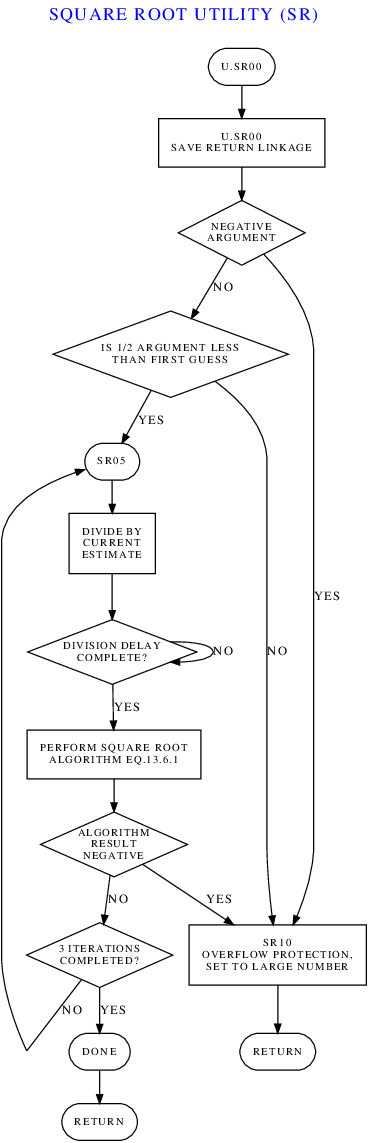 SQUARE ROOT UTILITY (SR)
U.SR00
U.SR00
SAVE RETURN LINKAGE
NEGATIVE
ARGUMENT
NO
IS 1/2 ARGUMENT LESS
THAN FIRST GUESS
YES
SR05
DIVIDE BY
CURRENT
ESTIMATE
YES
DIVISION DELAY
COMPLETE?
NO
NO
YES
PERFORM SQUARE ROOT
ALGORITHM EQ.13.6.1
ALGORITHM
RESULT
NEGATIVE
NO
YES
3 ITERATIONS
COMPLETED?
SR10
OVERFLOW PROTECTION,
SET TO LARGE NUMBER
NO
YES
DONE
RETURN
RETURN